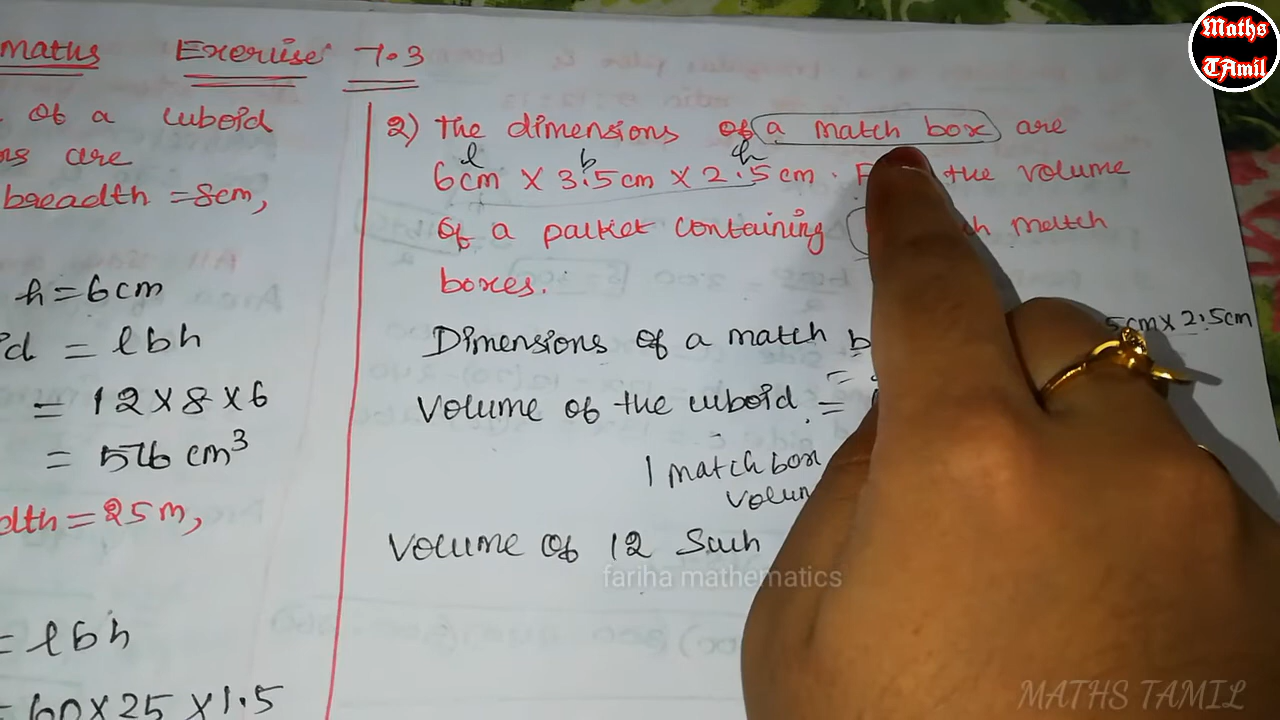 maths Exercise 7.3
of a cuboid
are
breadth = 8cm,
h = 6cm
= lbh
= 12 × 8 × 6
= 576 cm³
= 25m,
= lbh
= 60 × 25 × 1.5
2) The dimensions of a match box are
l b h
6cm × 3.5cm × 2.5cm. the volume
of a packet containing match
boxes.
Dimensions of a match
5cm × 2.5cm
=
Volume of the cuboid =
1 match box
Volume of 12 Such
fariha mathematics
Maths
TAmil
MATHS TAMIL